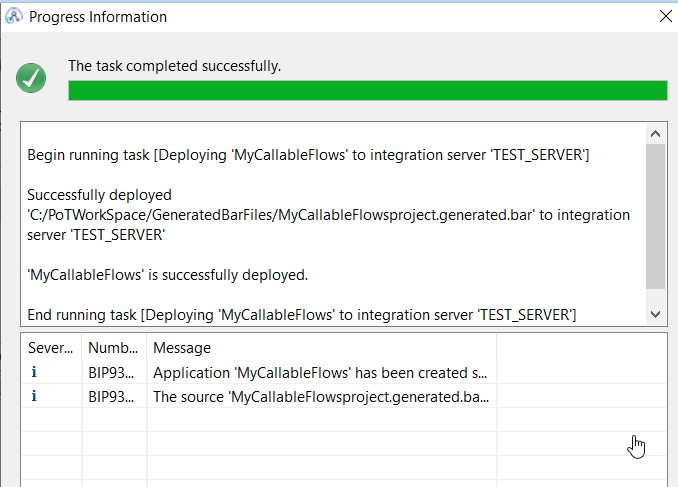 Progress Information
The task completed successfully.
Begin running task [Deploying 'MyCallableFlows' to integration server 'TEST_SERVER']
Successfully deployed
'C:/PoTWorkSpace/GeneratedBarFiles/MyCallableFlowsproject.generated.bar' to integration
server 'TEST_SERVER'
'MyCallableFlows' is successfully deployed.
End running task [Deploying 'MyCallableFlows' to integration server 'TEST_SERVER']
Sever... Numb... Message
i BIP93... Application 'MyCallableFlows' has been created s...
i BIP93... The source 'MyCallableFlowsproject.generated.ba...